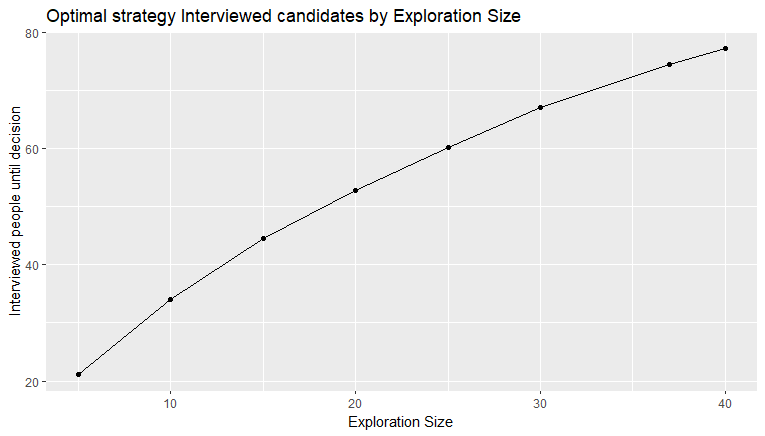 Optimal strategy Interviewed candidates by Exploration Size
Interviewed people until decision
80
60
40
20
10
20
30
40
Exploration Size